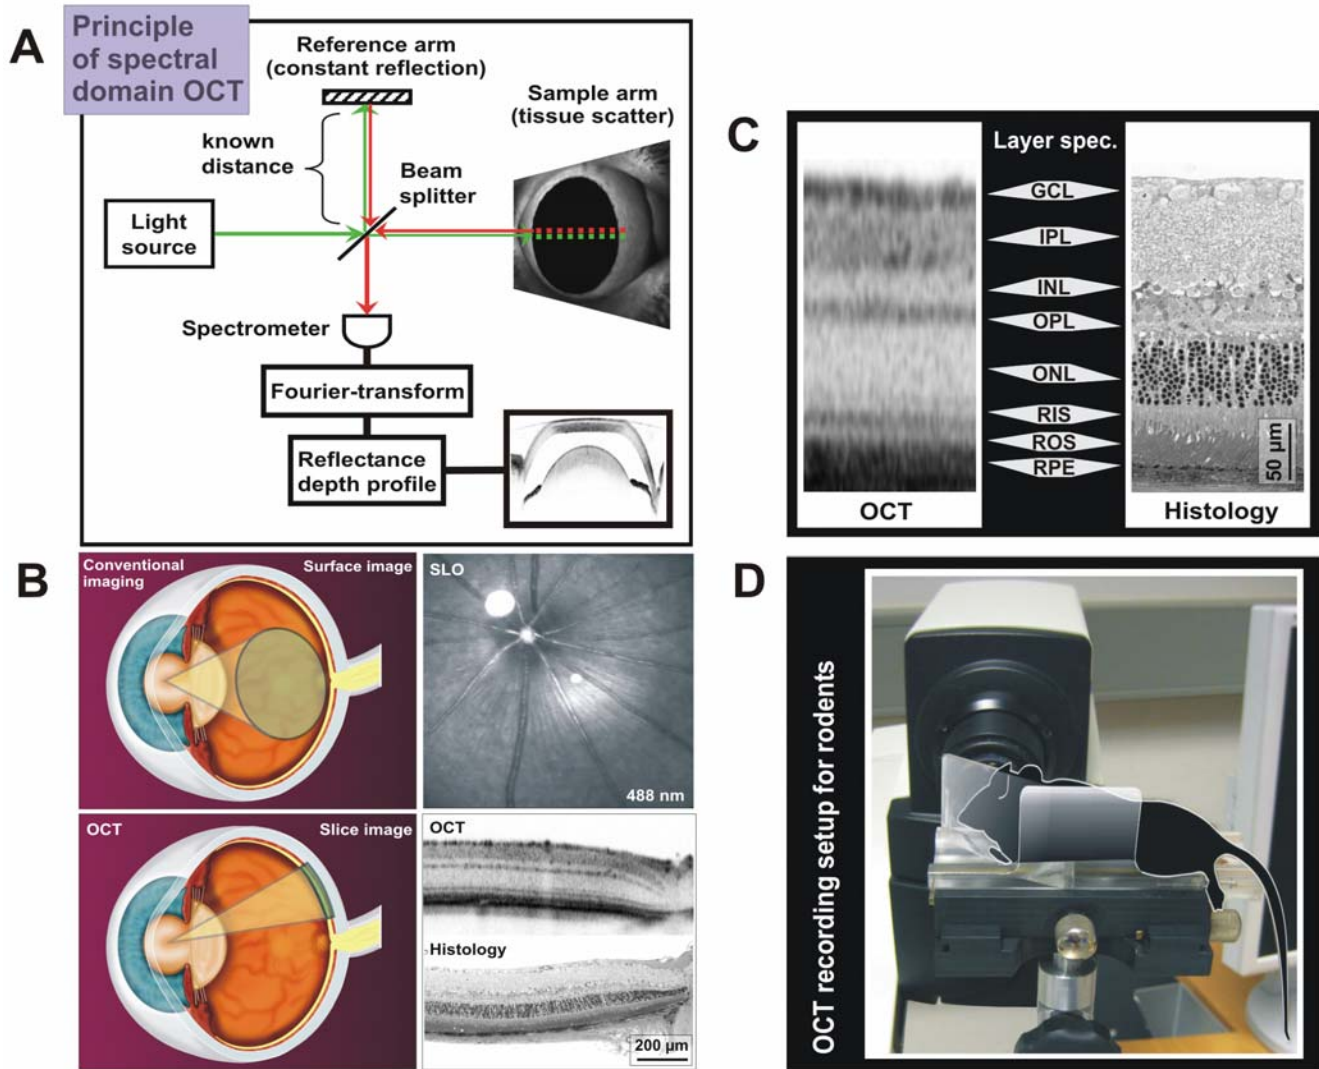 A
Principle
of spectral
domain OCT
Reference arm
(constant reflection)
Sample arm
(tissue scatter)
known
distance
Beam
splitter
Light
source
Spectrometer
Fourier-transform
Reflectance
depth profile
B
Conventional
imaging
Surface image
SLO
488 nm
OCT
Slice image
OCT
Histology
200 µm
C
Layer spec.
GCL
IPL
INL
OPL
ONL
RIS
ROS
RPE
50 µm
OCT
Histology
D
OCT recording setup for rodents